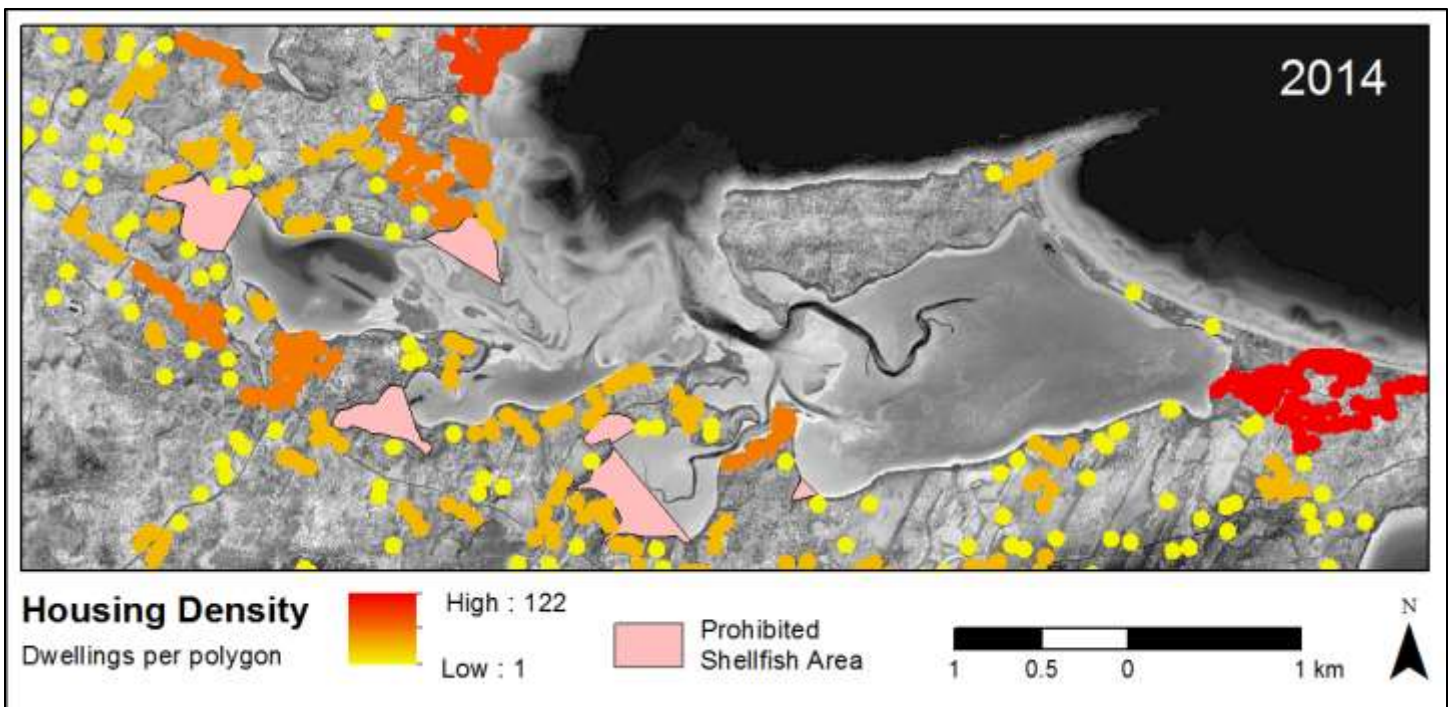 2014
Housing Density
Dwellings per polygon
High : 122
Low : 1
Prohibited
Shellfish Area
1 0.5 0 1 km
N